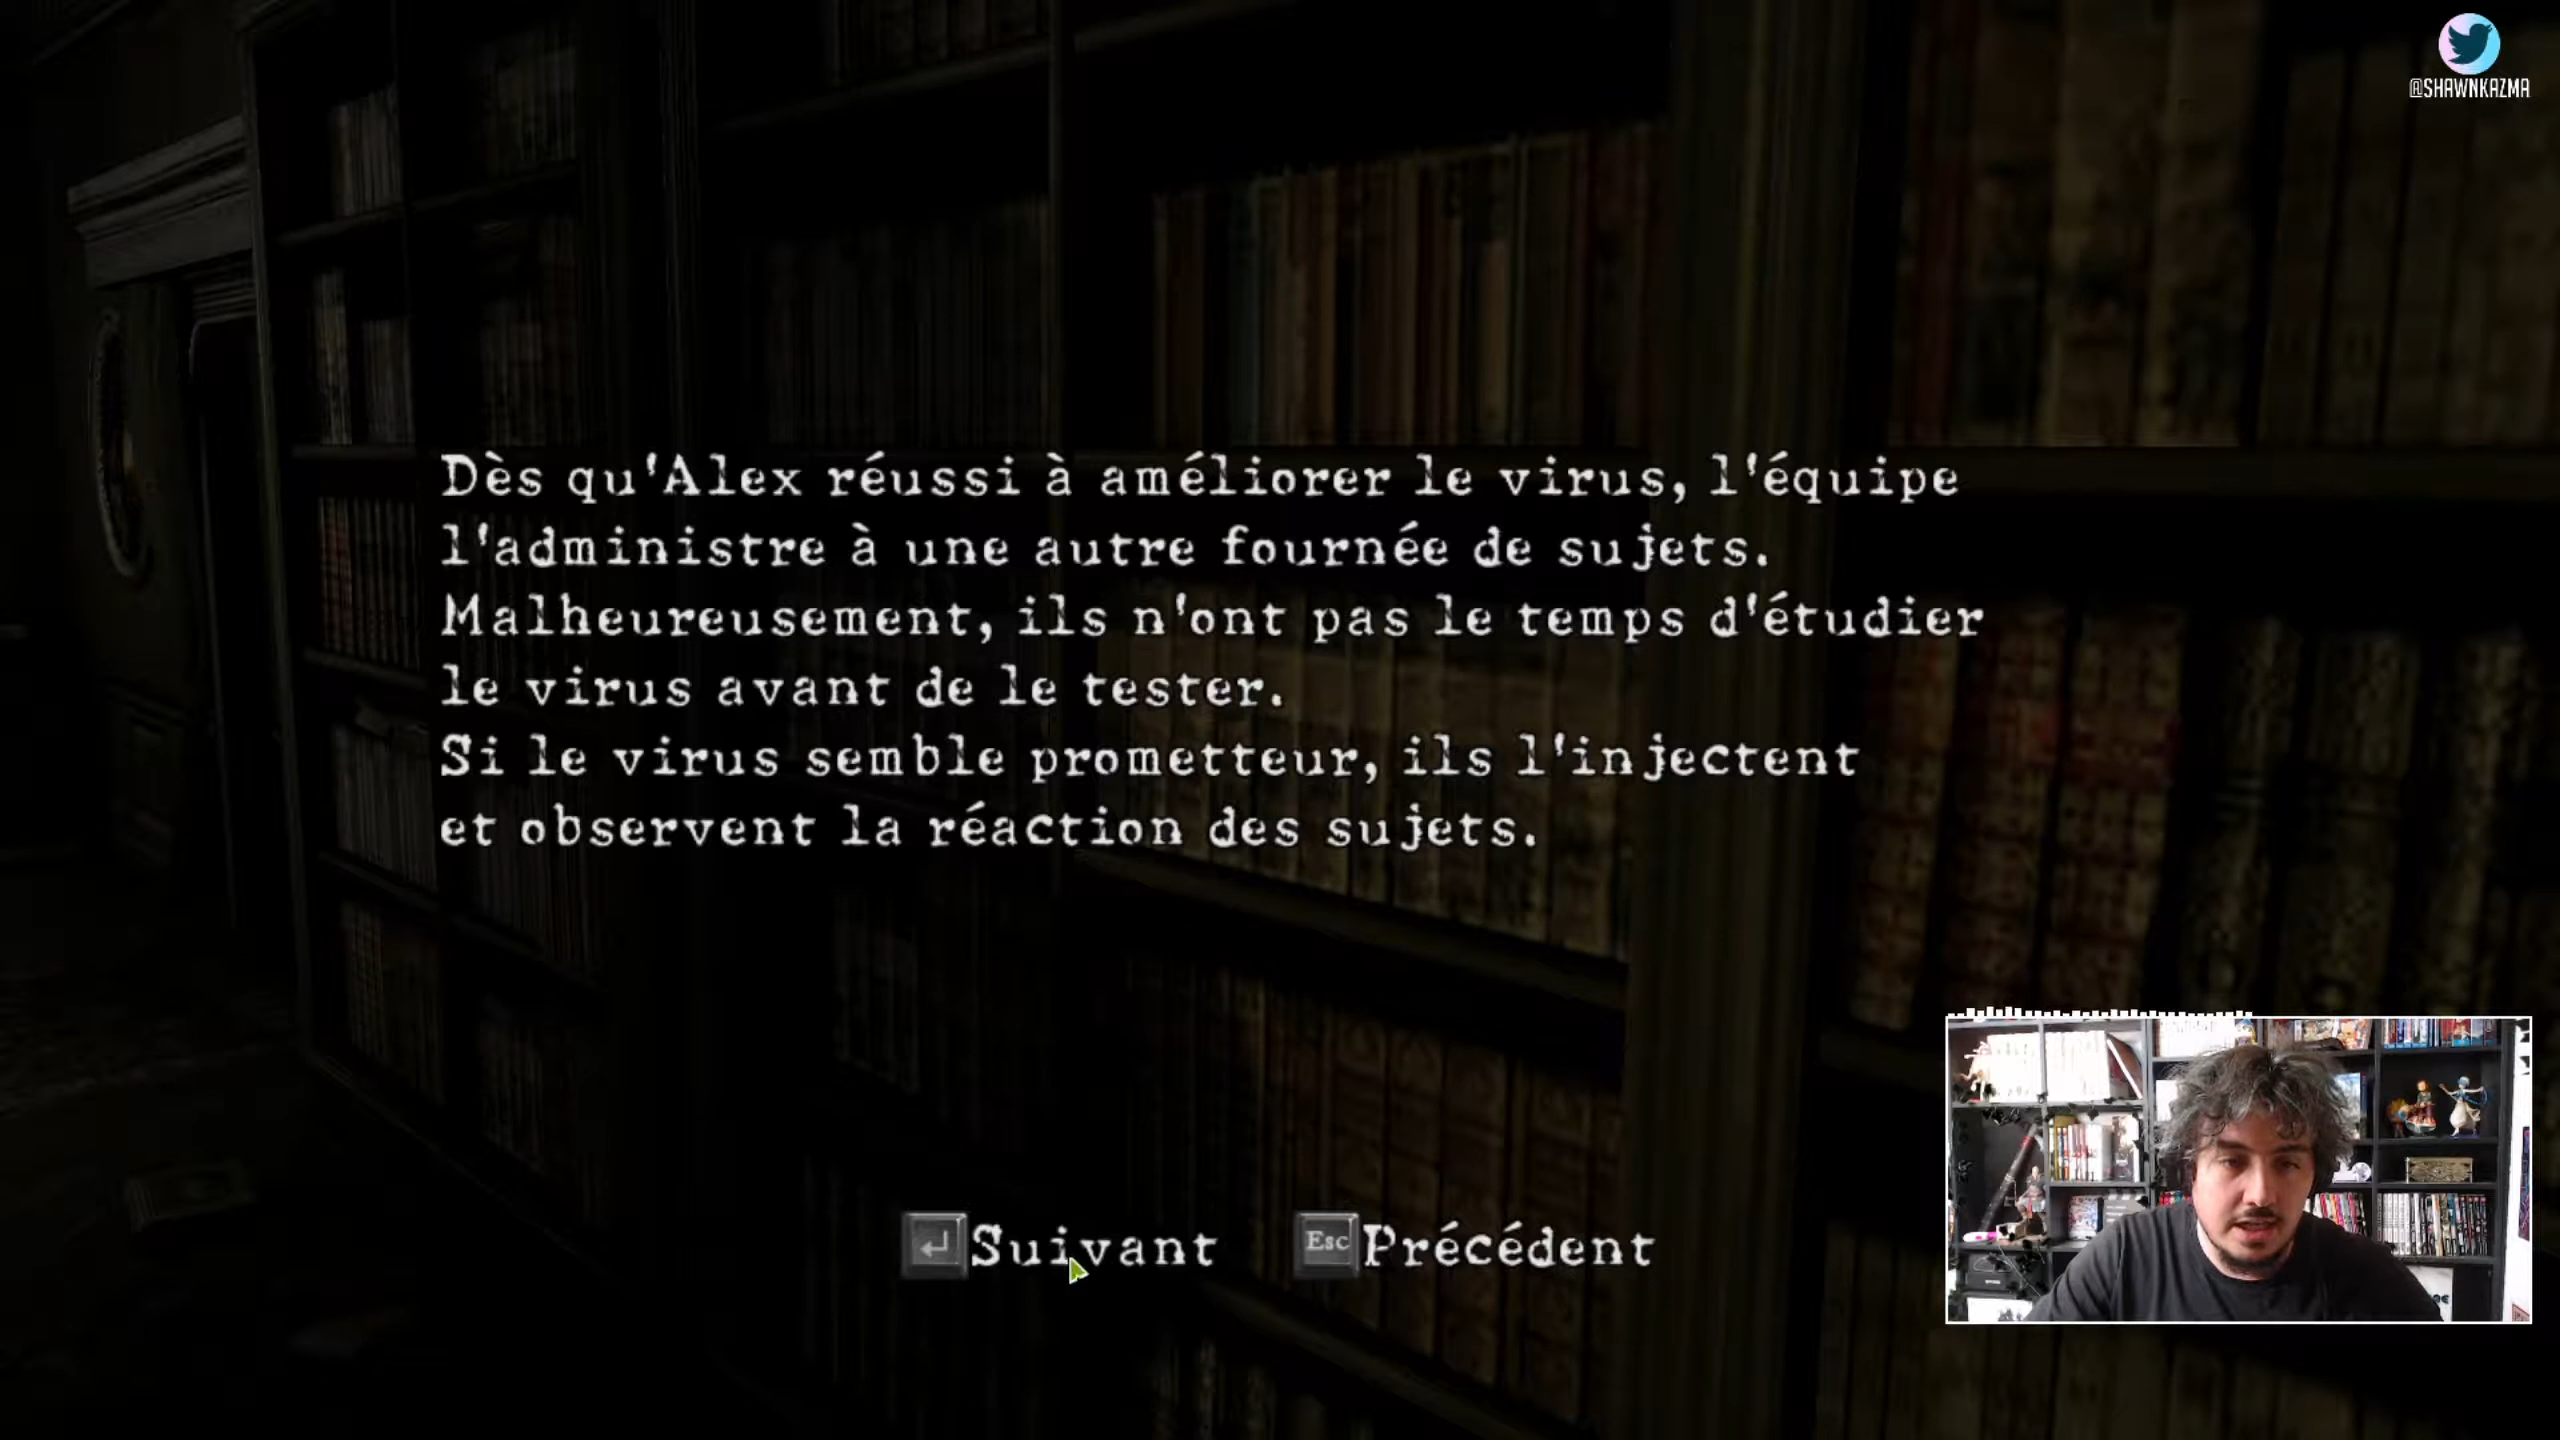 @SHAWNKAZMA
Dès qu'Alex réussi à améliorer le virus, l'équipe
l'administre à une autre fournée de sujets.
Malheureusement, ils n'ont pas le temps d'étudier
le virus avant de le tester.
Si le virus semble prometteur, ils l'injectent
et observent la réaction des sujets.
Suivant
Esc Précédent